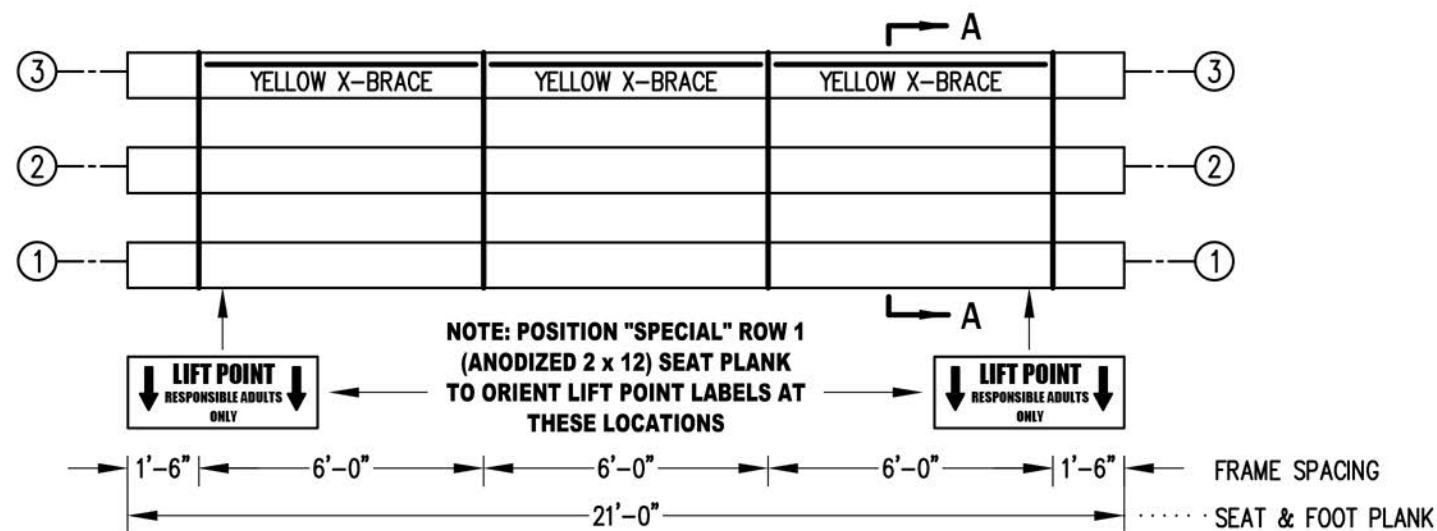 A
3 YELLOW X-BRACE YELLOW X-BRACE YELLOW X-BRACE 3
2 2
1 1
A
NOTE: POSITION "SPECIAL" ROW 1
(ANODIZED 2 x 12) SEAT PLANK
TO ORIENT LIFT POINT LABELS AT
THESE LOCATIONS
LIFT POINT
RESPONSIBLE ADULTS
ONLY
LIFT POINT
RESPONSIBLE ADULTS
ONLY
1'-6" 6'-0" 6'-0" 6'-0" 1'-6" FRAME SPACING
21'-0" SEAT & FOOT PLANK